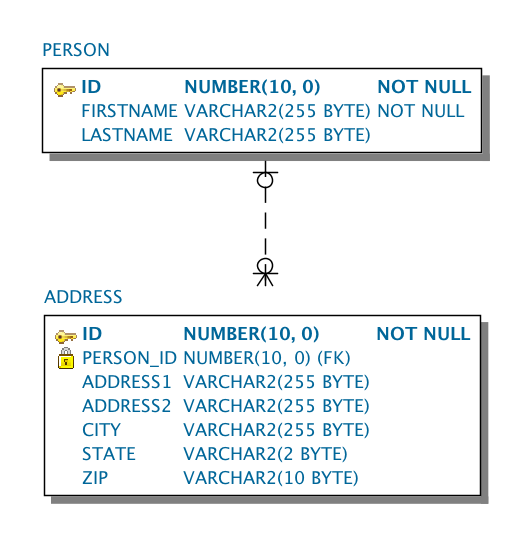 PERSON
ID NUMBER(10, 0) NOT NULL
FIRSTNAME VARCHAR2(255 BYTE) NOT NULL
LASTNAME VARCHAR2(255 BYTE)
ADDRESS
ID NUMBER(10, 0) NOT NULL
PERSON_ID NUMBER(10, 0) (FK)
ADDRESS1 VARCHAR2(255 BYTE)
ADDRESS2 VARCHAR2(255 BYTE)
CITY VARCHAR2(255 BYTE)
STATE VARCHAR2(2 BYTE)
ZIP VARCHAR2(10 BYTE)